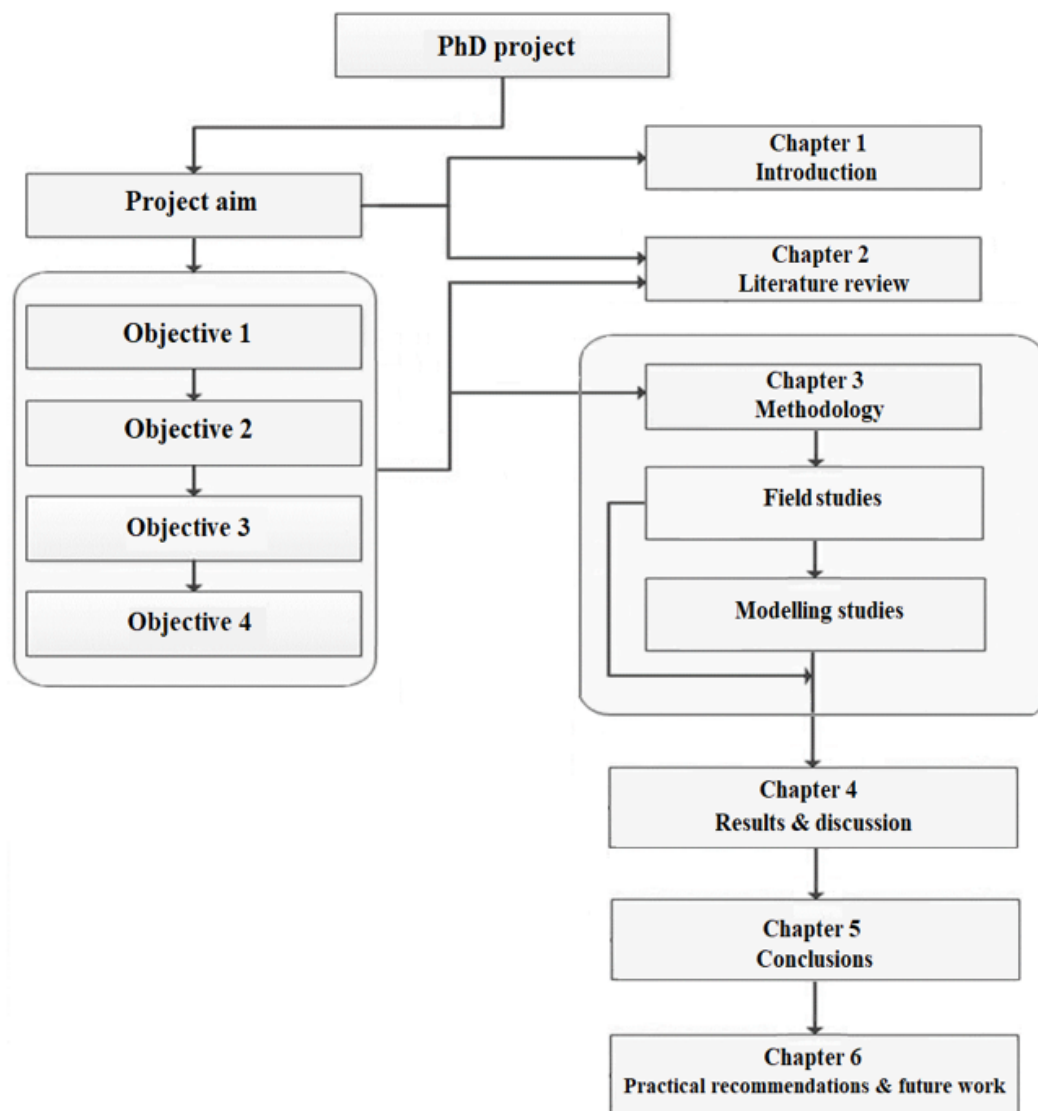 PhD project
Project aim
Objective 1
Objective 2
Objective 3
Objective 4
Chapter 1
Introduction
Chapter 2
Literature review
Chapter 3
Methodology
Field studies
Modelling studies
Chapter 4
Results & discussion
Chapter 5
Conclusions
Chapter 6
Practical recommendations & future work